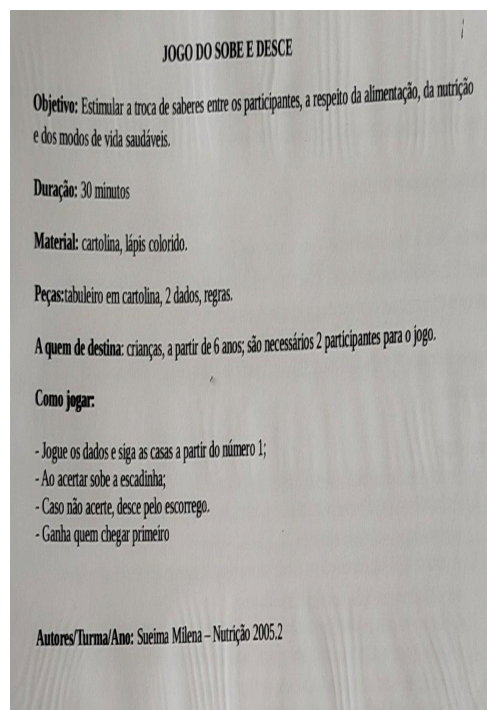 JOGO DO SOBE E DESCE
Objetivo: Estimular a troca de saberes entre os participantes, a respeito da alimentação, da nutrição
e dos modos de vida saudáveis.
Duração: 30 minutos
Material: cartolina, lápis colorido.
Peças:tabuleiro em cartolina, 2 dados, regras.
A quem de destina: crianças, a partir de 6 anos; são necessários 2 participantes para o jogo.
Como jogar:
- Jogue os dados e siga as casas a partir do número 1;
- Ao acertar sobe a escadinha;
- Caso não acerte, desce pelo escorrego.
- Ganha quem chegar primeiro
Autores/Turma/Ano: Sueima Milena – Nutrição 2005.2